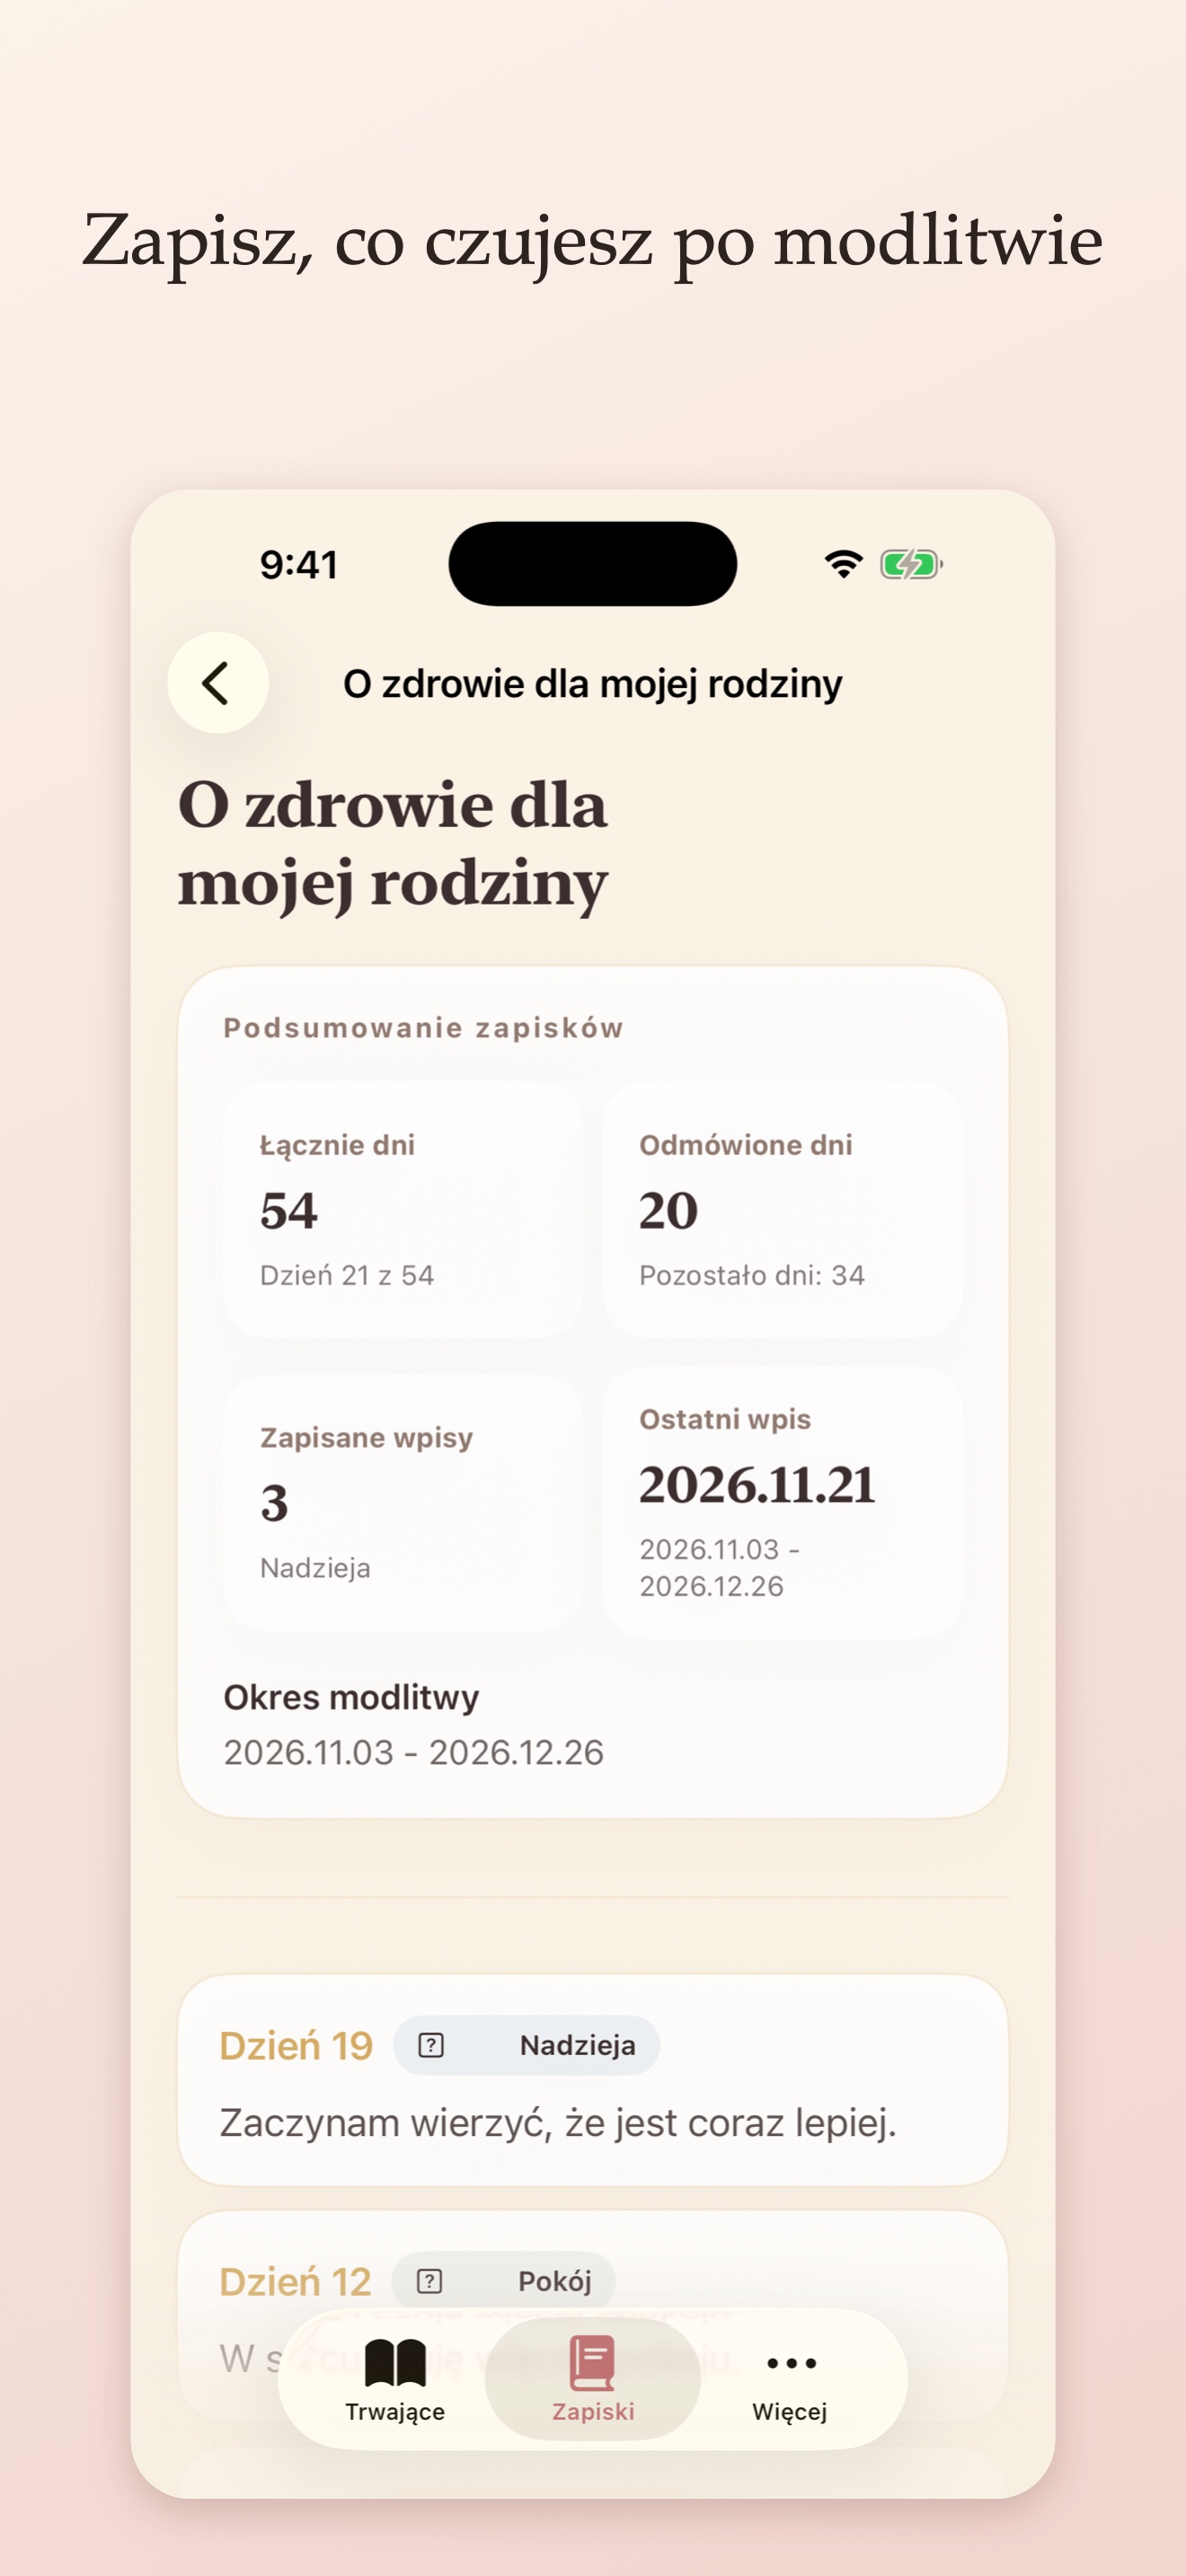 Zapisz, co czujesz po modlitwie
9:41
O zdrowie dla mojej rodziny
O zdrowie dla
mojej rodziny
Podsumowanie zapisków
Łącznie dni
54
Dzień 21 z 54
Odmówione dni
20
Pozostało dni: 34
Zapisane wpisy
3
Nadzieja
Ostatni wpis
2026.11.21
2026.11.03 -
2026.12.26
Okres modlitwy
2026.11.03 - 2026.12.26
Dzień 19 Nadzieja
Zaczynam wierzyć, że jest coraz lepiej.
Dzień 12 Pokój
W
Trwające
Zapiski
Więcej